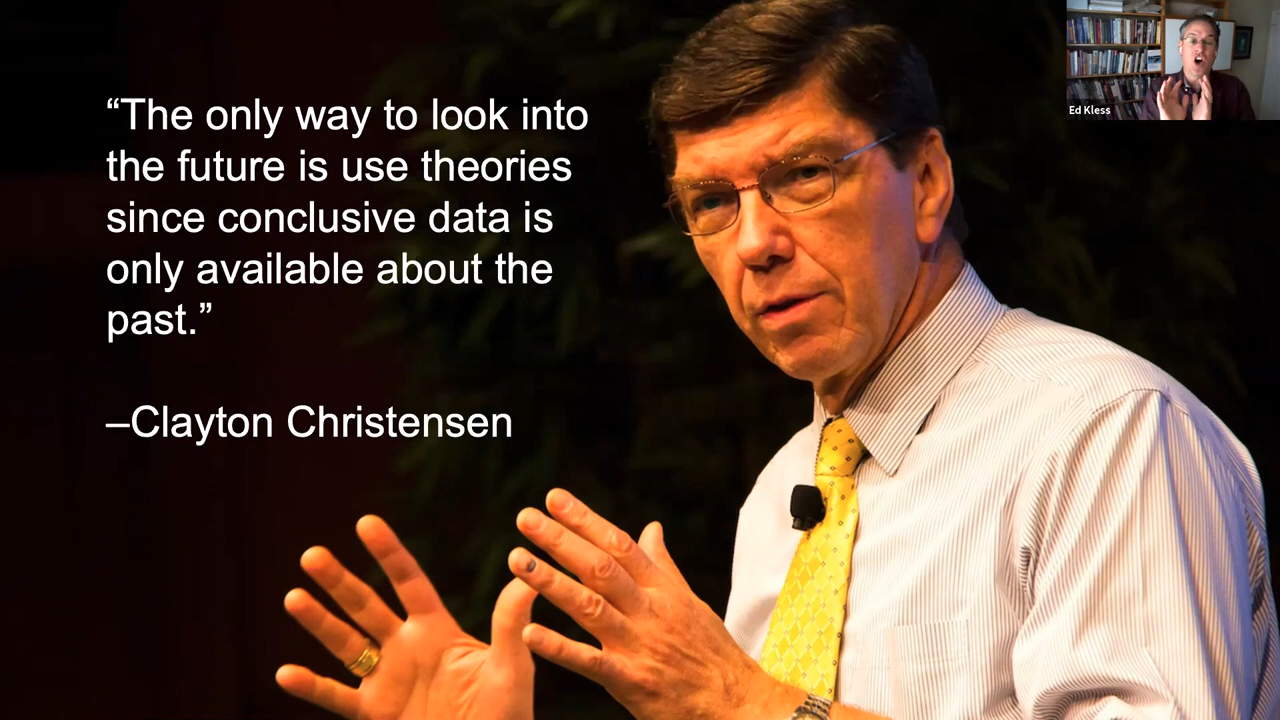 “The only way to look into
the future is use theories
since conclusive data is
only available about the
past.”
–Clayton Christensen
Ed Kless